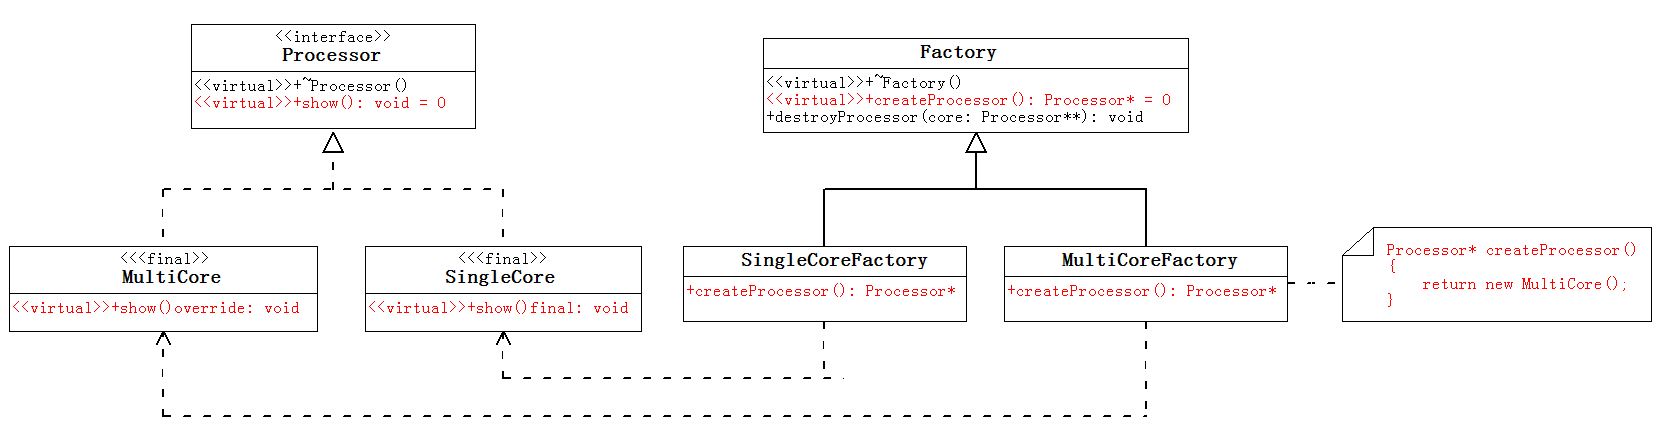 <<interface>>
Processor
<<virtual>>+~Processor()
<<virtual>>+show(): void = 0
Factory
<<virtual>>+~Factory()
<<virtual>>+createProcessor(): Processor* = 0
+destroyProcessor(core: Processor**): void
<<<final>>
MultiCore
<<virtual>>+show()override: void
<<<final>>
SingleCore
<<virtual>>+show()final: void
SingleCoreFactory
+createProcessor(): Processor*
MultiCoreFactory
+createProcessor(): Processor*
Processor* createProcessor()
{
return new MultiCore();
}